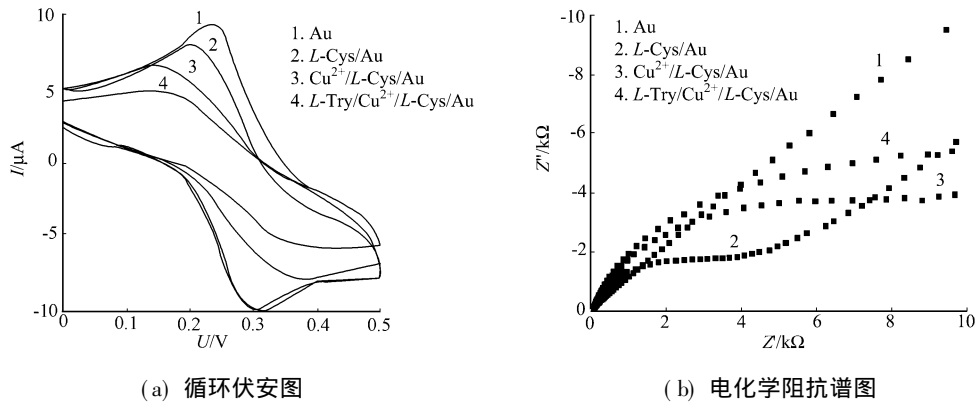 10
5
0
-5
-10
I/μA
0 0.1 0.2 0.3 0.4 0.5
U/V
1
2
3
4
1. Au
2. L-Cys/Au
3. Cu²⁺/L-Cys/Au
4. L-Try/Cu²⁺/L-Cys/Au
(a) 循环伏安图
-10
-8
-6
-4
-2
0
Z''/kΩ
0 2 4 6 8 10
Z'/kΩ
1. Au
2. L-Cys/Au
3. Cu²⁺/L-Cys/Au
4. L-Try/Cu²⁺/L-Cys/Au
1
4
3
2
(b) 电化学阻抗谱图